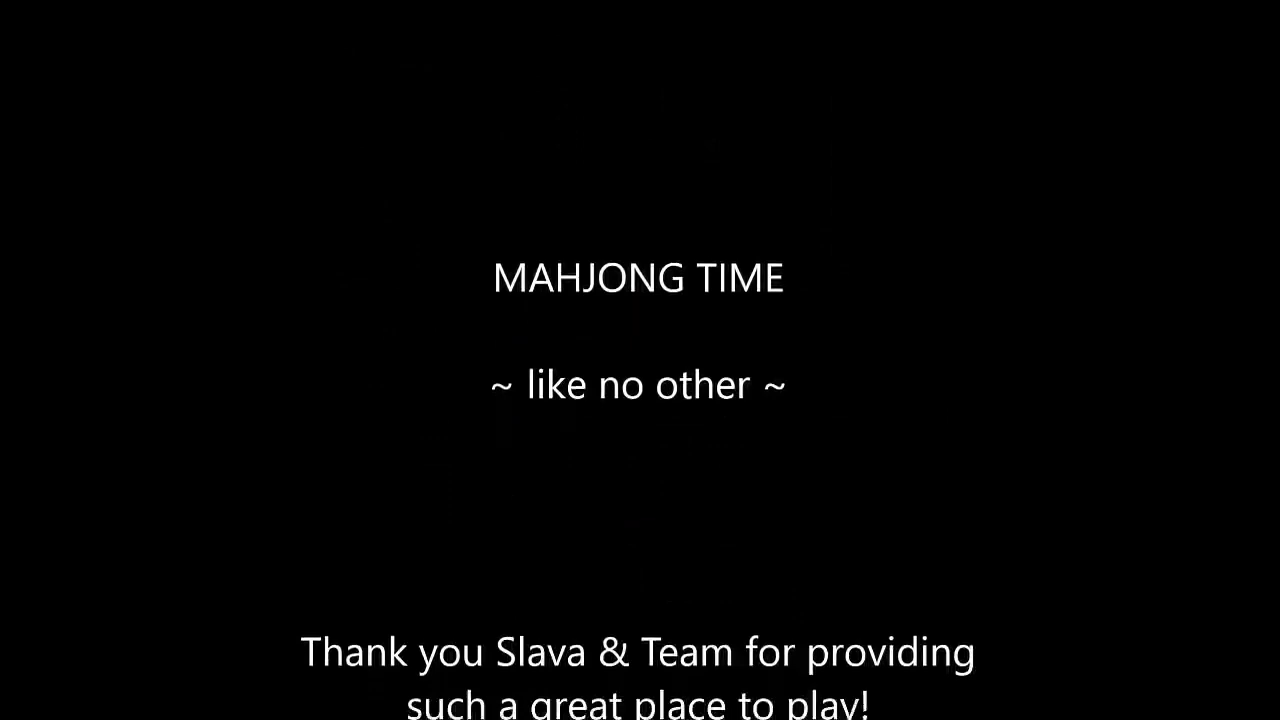 MAHJONG TIME
~ like no other ~
Thank you Slava & Team for providing
such a great place to play!